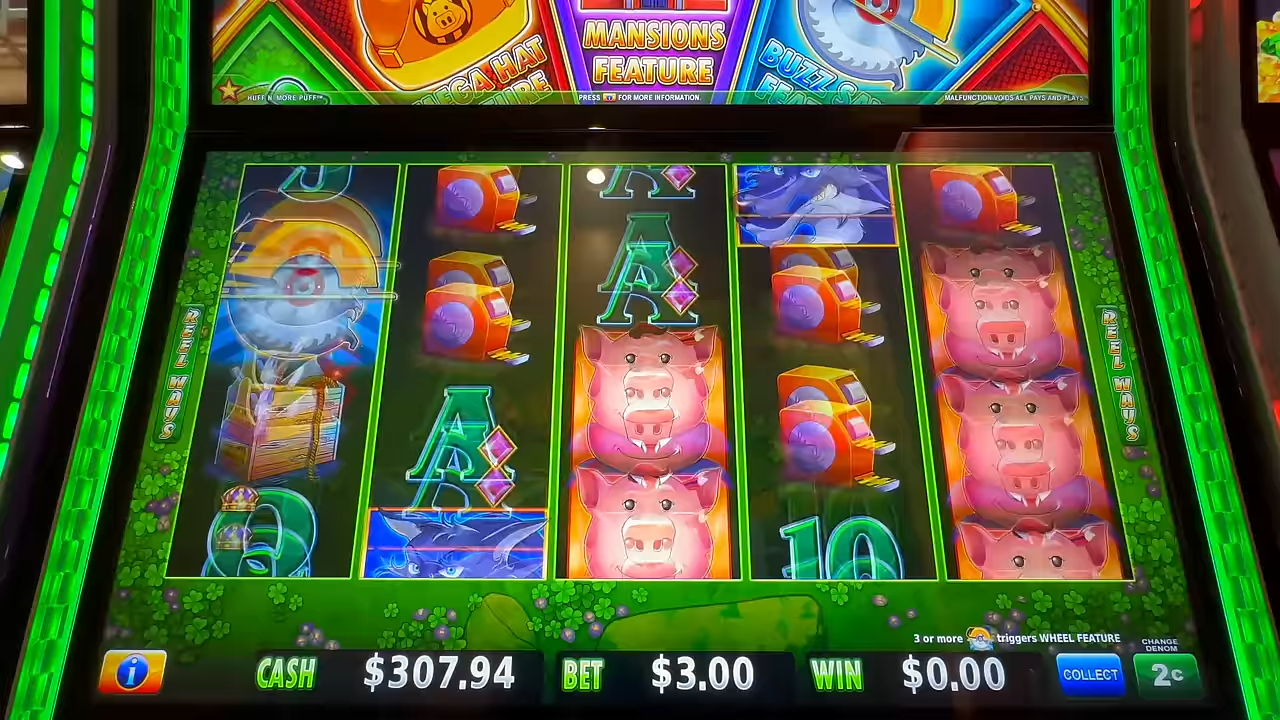 MEGA HAT
MANSIONS
FEATURE
BUZZ SAW
HUFF N' MORE PUFF™
PRESS FOR MORE INFORMATION.
MALFUNCTION VOIDS ALL PAYS AND PLAYS
J
A
A
A
Q
10
REEL WAYS
REEL WAYS
3 or more triggers WHEEL FEATURE
CHANGE
DENOM
CASH $307.94 BET $3.00 WIN $0.00 COLLECT 2¢